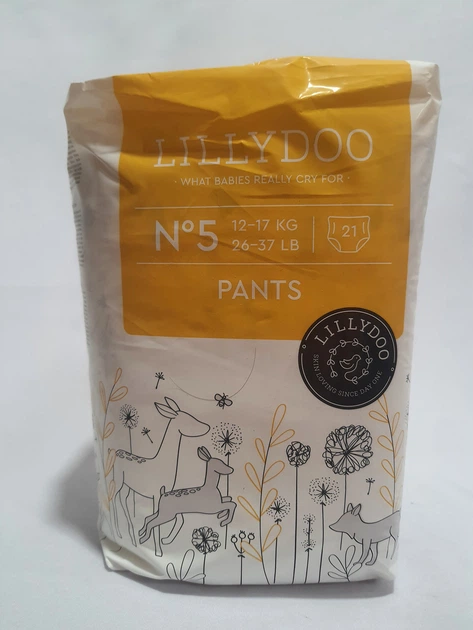 LILLYDOO
· WHAT BABIES REALLY CRY FOR ·
Nº5
12–17 KG
26–37 LB
21
PANTS
LILLYDOO
SKIN LOVING SINCE DAY ONE